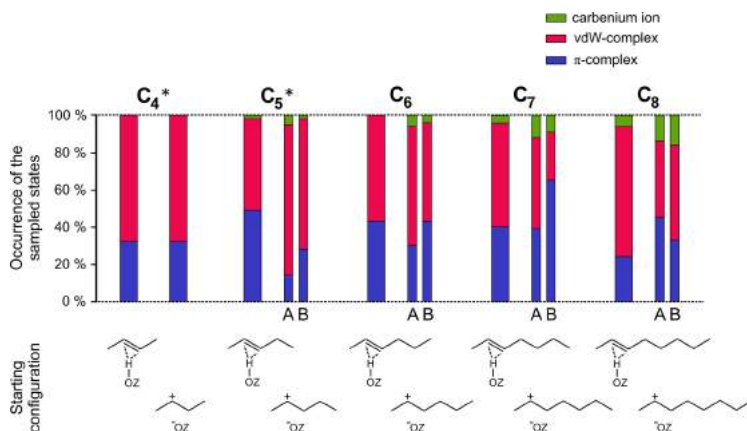 carbenium ion
vdW-complex
π-complex
C4* C5* C6 C7 C8
Occurrence of the
sampled states
100 %
80 %
60 %
40 %
20 %
0 %
A B A B A B A B
Starting
configuration
H H H H H
OZ OZ OZ OZ OZ
+ + + + +
-OZ -OZ -OZ -OZ -OZ